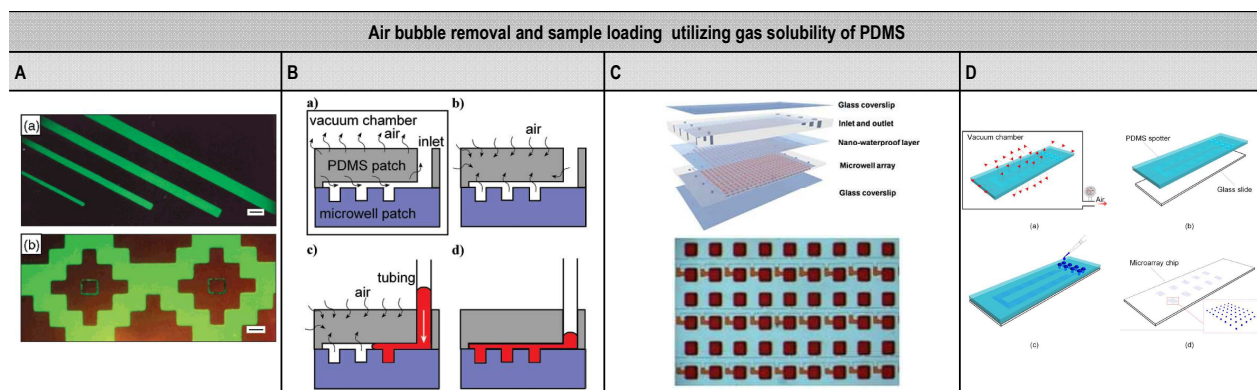 Air bubble removal and sample loading utilizing gas solubility of PDMS
A
B
C
D
(a)
(b)
a)
vacuum chamber
air
inlet
PDMS patch
microwell patch
b)
air
c)
tubing
air
d)
Glass coverslip
Inlet and outlet
Nano-waterproof layer
Microwell array
Glass coverslip
Vacuum chamber
Air
(a)
PDMS spotter
Glass slide
(b)
(c)
Microarray chip
(d)